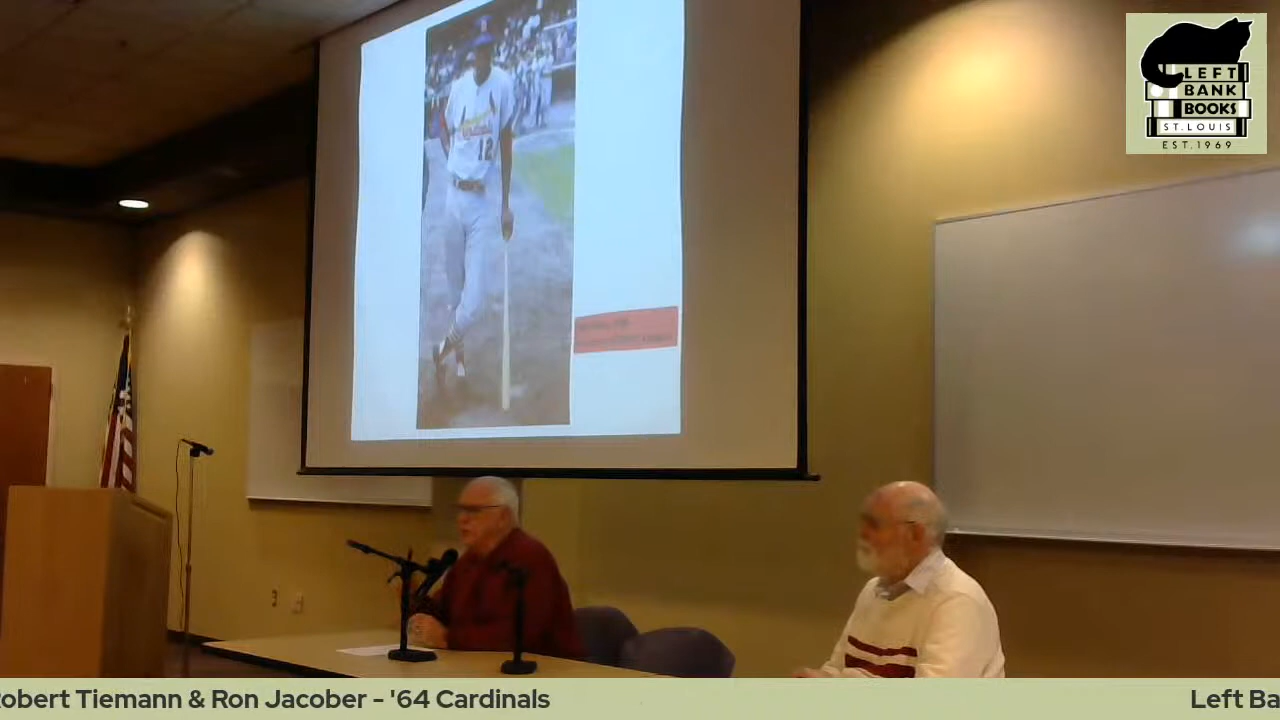 LEFT
BANK
BOOKS
ST. LOUIS
EST. 1969
12
obert Tiemann & Ron Jacober - '64 Cardinals
Left Ba